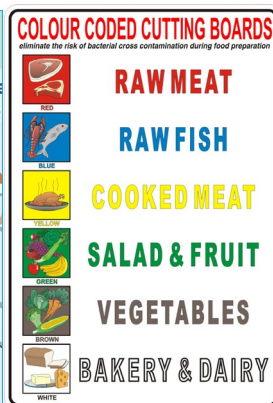 COLOUR CODED CUTTING BOARDS
eliminate the risk of bacterial cross contamination during food preparation
RED
RAW MEAT
BLUE
RAW FISH
YELLOW
COOKED MEAT
GREEN
SALAD & FRUIT
BROWN
VEGETABLES
WHITE
BAKERY & DAIRY